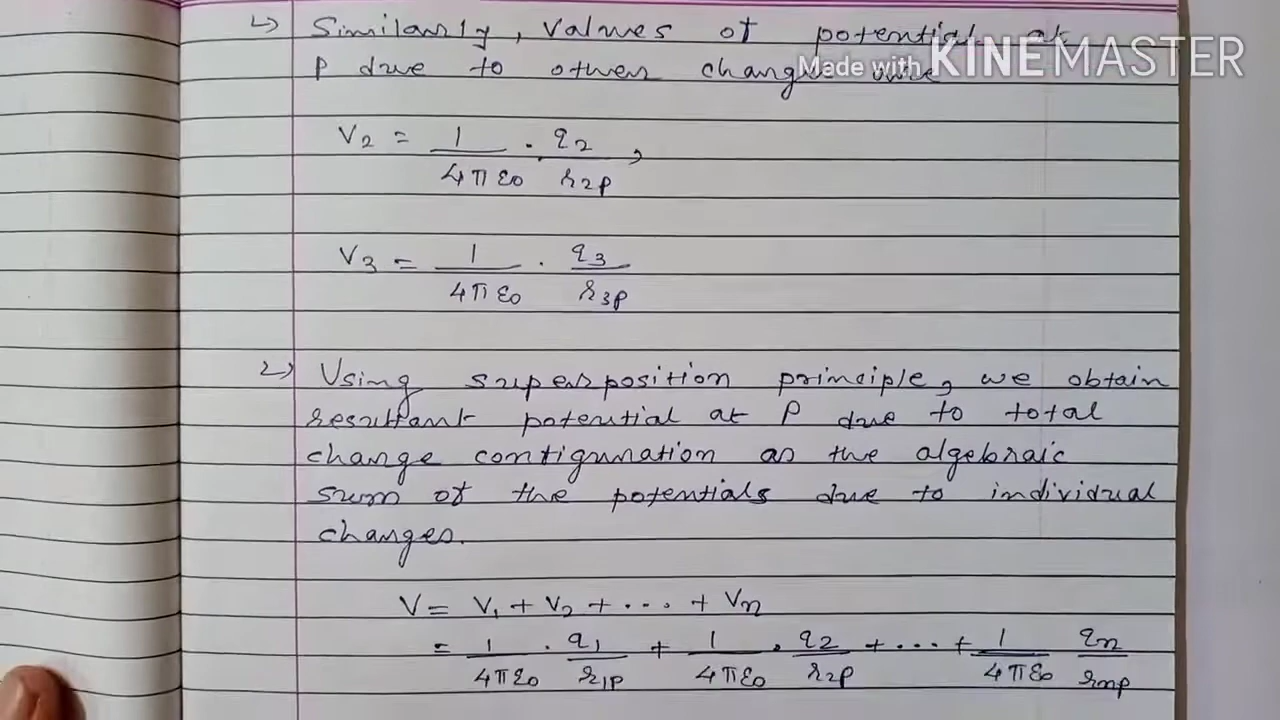 ↳ Similarly, values of potential at
P due to other charges are
Made with KINEMASTER
V2 = 1/4πε0 · q2/r2p,
V3 = 1/4πε0 · q3/r3p
2) Using superposition principle, we obtain
resultant potential at P due to total
charge configuration as the algebraic
sum of the potentials due to individual
charges.
V = V1 + V2 + ... + Vn
= 1/4πε0 · q1/r1p + 1/4πε0 · q2/r2p + ... + 1/4πε0 qn/rnp